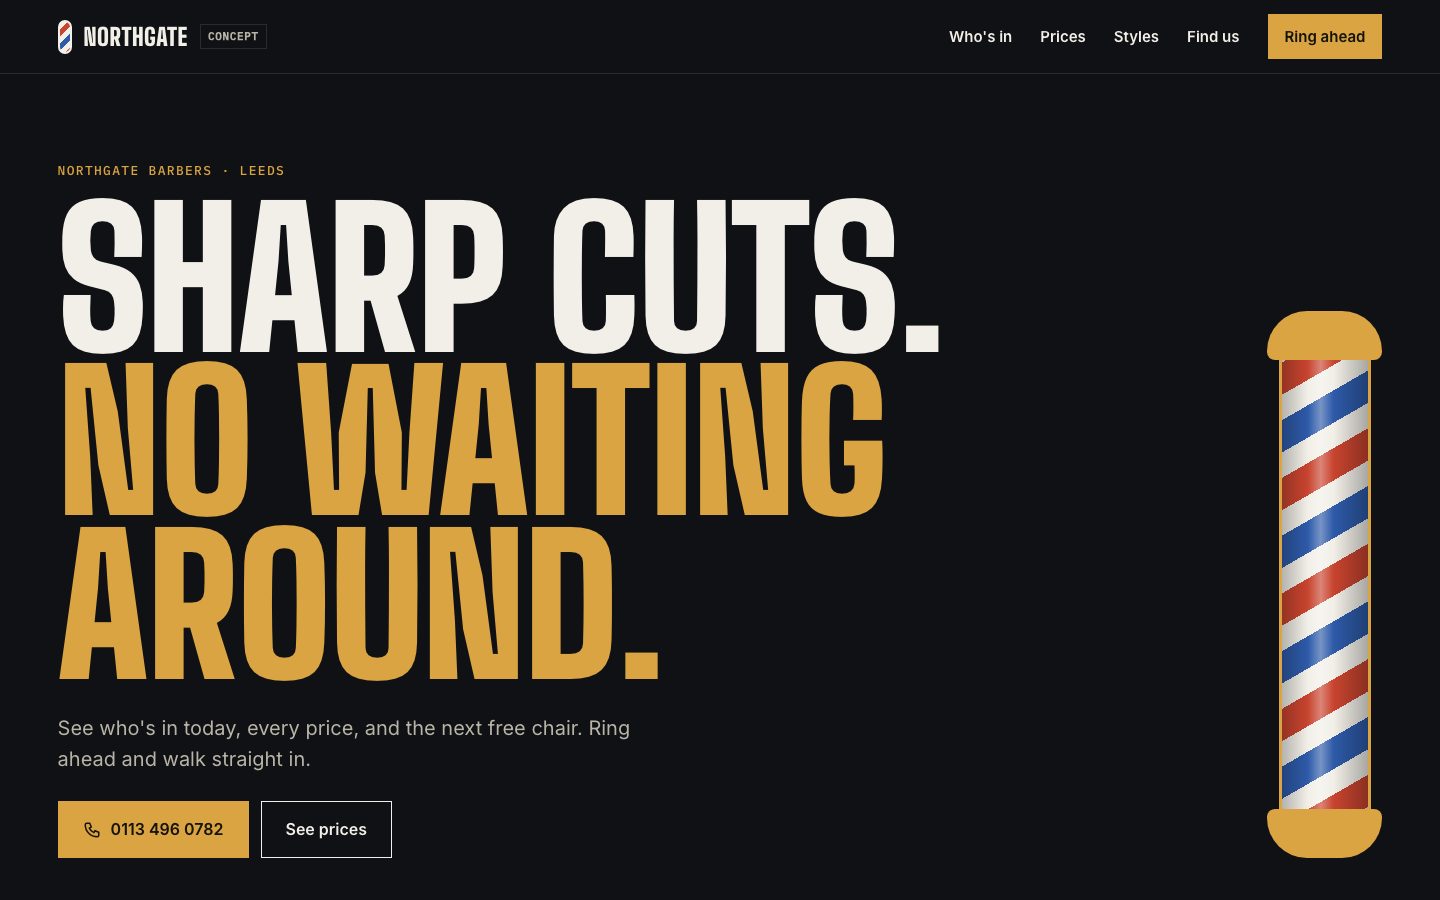 NORTHGATE
CONCEPT
Who's in
Prices
Styles
Find us
Ring ahead
NORTHGATE BARBERS · LEEDS
SHARP CUTS.
NO WAITING
AROUND.
See who's in today, every price, and the next free chair. Ring
ahead and walk straight in.
0113 496 0782
See prices